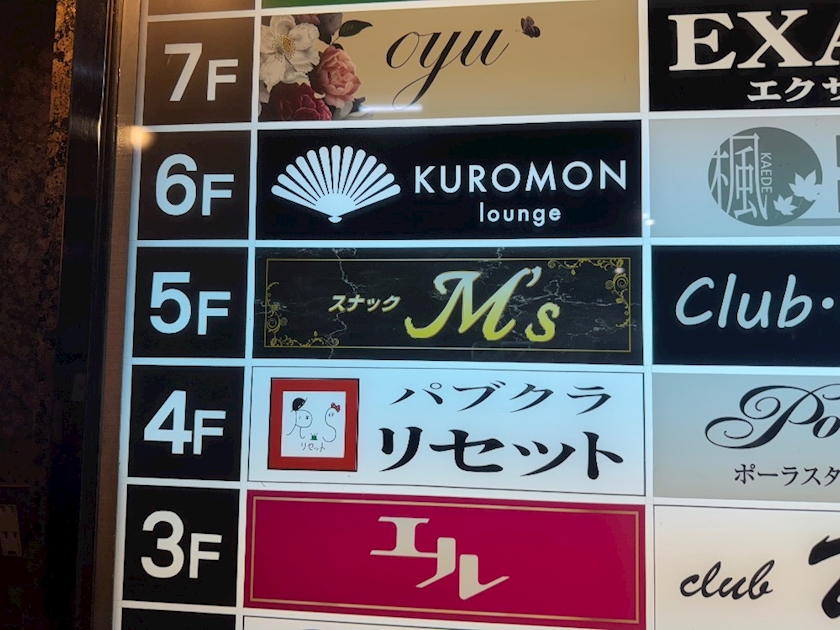 7F
oyu
EXA
エクサ
6F
KUROMON
lounge
楓
KAEDE
5F
スナック M's
Club・
4F
リセット
パブクラ
リセット
Po
ポーラスタ
3F
エル
club